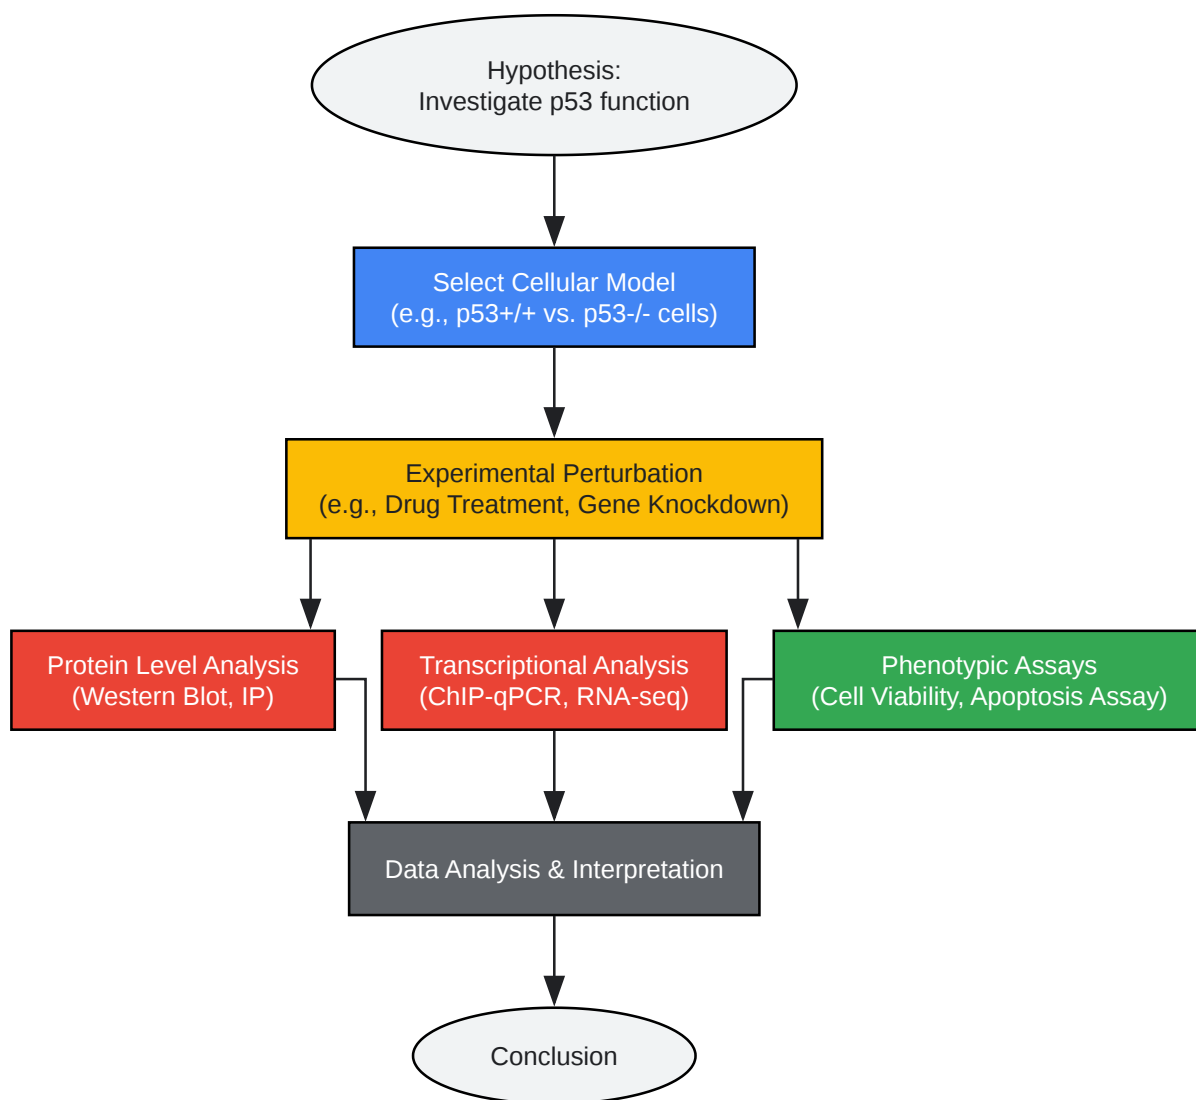 Hypothesis:
Investigate p53 function
Select Cellular Model
(e.g., p53+/+ vs. p53-/- cells)
Experimental Perturbation
(e.g., Drug Treatment, Gene Knockdown)
Protein Level Analysis
(Western Blot, IP)
Transcriptional Analysis
(ChIP-qPCR, RNA-seq)
Phenotypic Assays
(Cell Viability, Apoptosis Assay)
Data Analysis & Interpretation
Conclusion